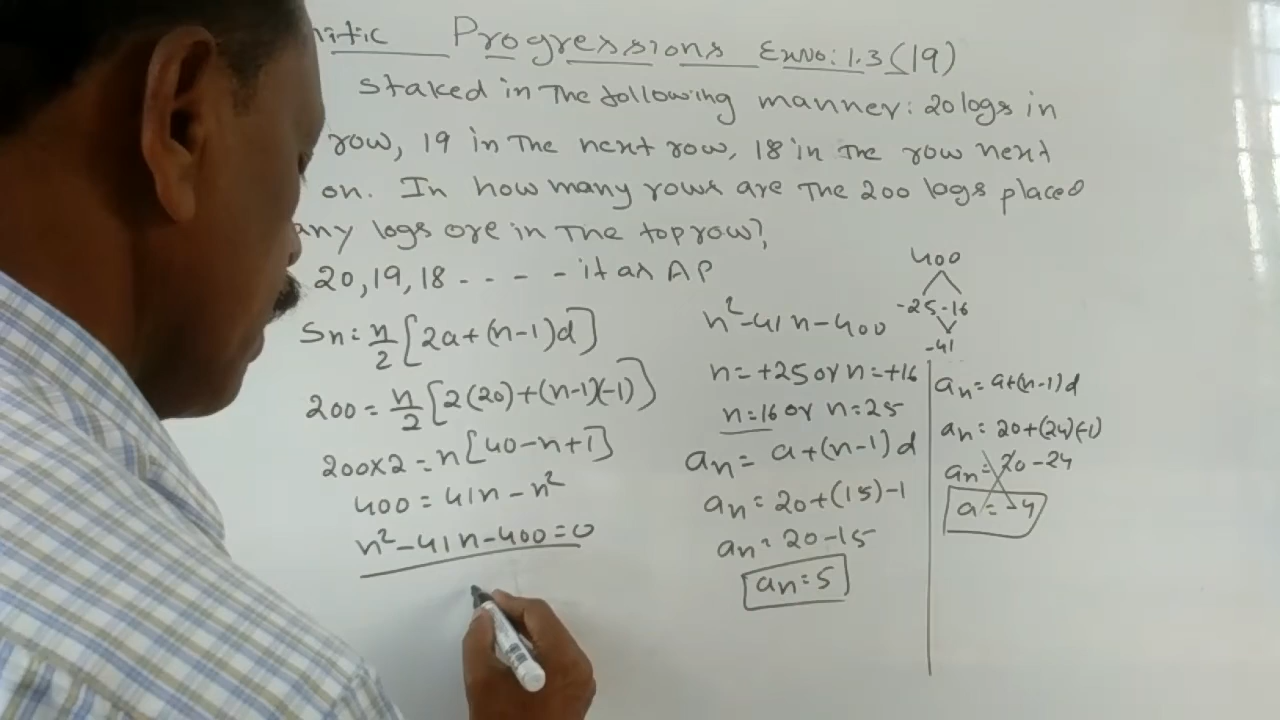 Progressions ExNo: 1.3 (19)
staked in The following manner: 20 logs in
row, 19 in The next row, 18 in The row next
on. In how many rows are The 200 logs placed
any logs are in The top row?,
20, 19, 18 - - - - - it an AP
Sn = n/2 [2a+(n-1)d]
200 = n/2 [2(20)+(n-1)(-1)]
200×2 = n[40-n+1]
400 = 41n - n²
n²-41n-400=0
n²-41n-400
n=+25 or n=+16
n=16 or n=25
an = a+(n-1)d
an = 20+(15)-1
an = 20-15
an = 5
400
-25 -16
-41
an = a+(n-1)d
an = 20+(24)(-1)
an = 20-24
a = -4